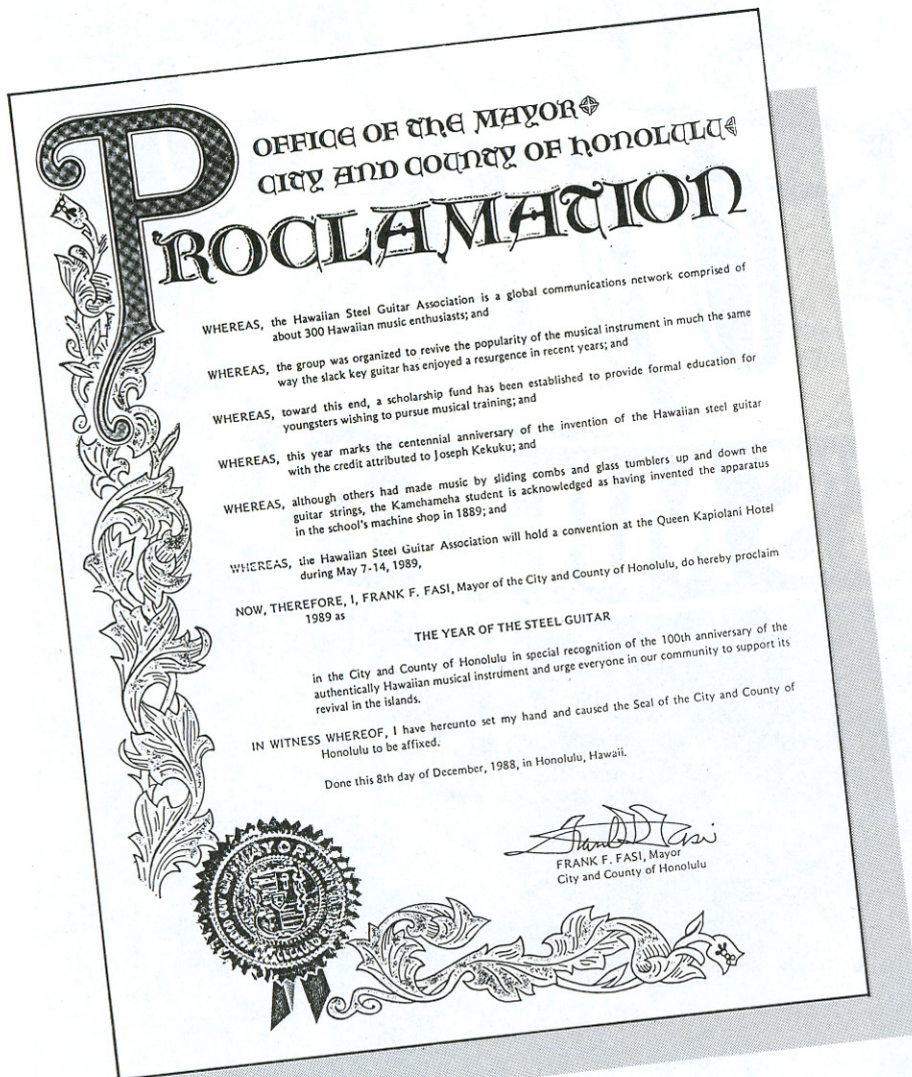 OFFICE OF THE MAYOR
CITY AND COUNTY OF HONOLULU
PROCLAMATION
WHEREAS, the Hawaiian Steel Guitar Association is a global communications network comprised of
about 300 Hawaiian music enthusiasts; and
WHEREAS, the group was organized to revive the popularity of the musical instrument in much the same
way the slack key guitar has enjoyed a resurgence in recent years; and
WHEREAS, toward this end, a scholarship fund has been established to provide formal education for
youngsters wishing to pursue musical training; and
WHEREAS, this year marks the centennial anniversary of the invention of the Hawaiian steel guitar
with the credit attributed to Joseph Kekuku; and
WHEREAS, although others had made music by sliding combs and glass tumblers up and down the
guitar strings, the Kamehameha student is acknowledged as having invented the apparatus
in the school's machine shop in 1889; and
WHEREAS, the Hawaiian Steel Guitar Association will hold a convention at the Queen Kapiolani Hotel
during May 7-14, 1989,
NOW, THEREFORE, I, FRANK F. FASI, Mayor of the City and County of Honolulu, do hereby proclaim
1989 as
THE YEAR OF THE STEEL GUITAR
in the City and County of Honolulu in special recognition of the 100th anniversary of the
authentically Hawaiian musical instrument and urge everyone in our community to support its
revival in the islands.
IN WITNESS WHEREOF, I have hereunto set my hand and caused the Seal of the City and County of
Honolulu to be affixed.
Done this 8th day of December, 1988, in Honolulu, Hawaii.
FRANK F. FASI, Mayor
City and County of Honolulu
MAYOR